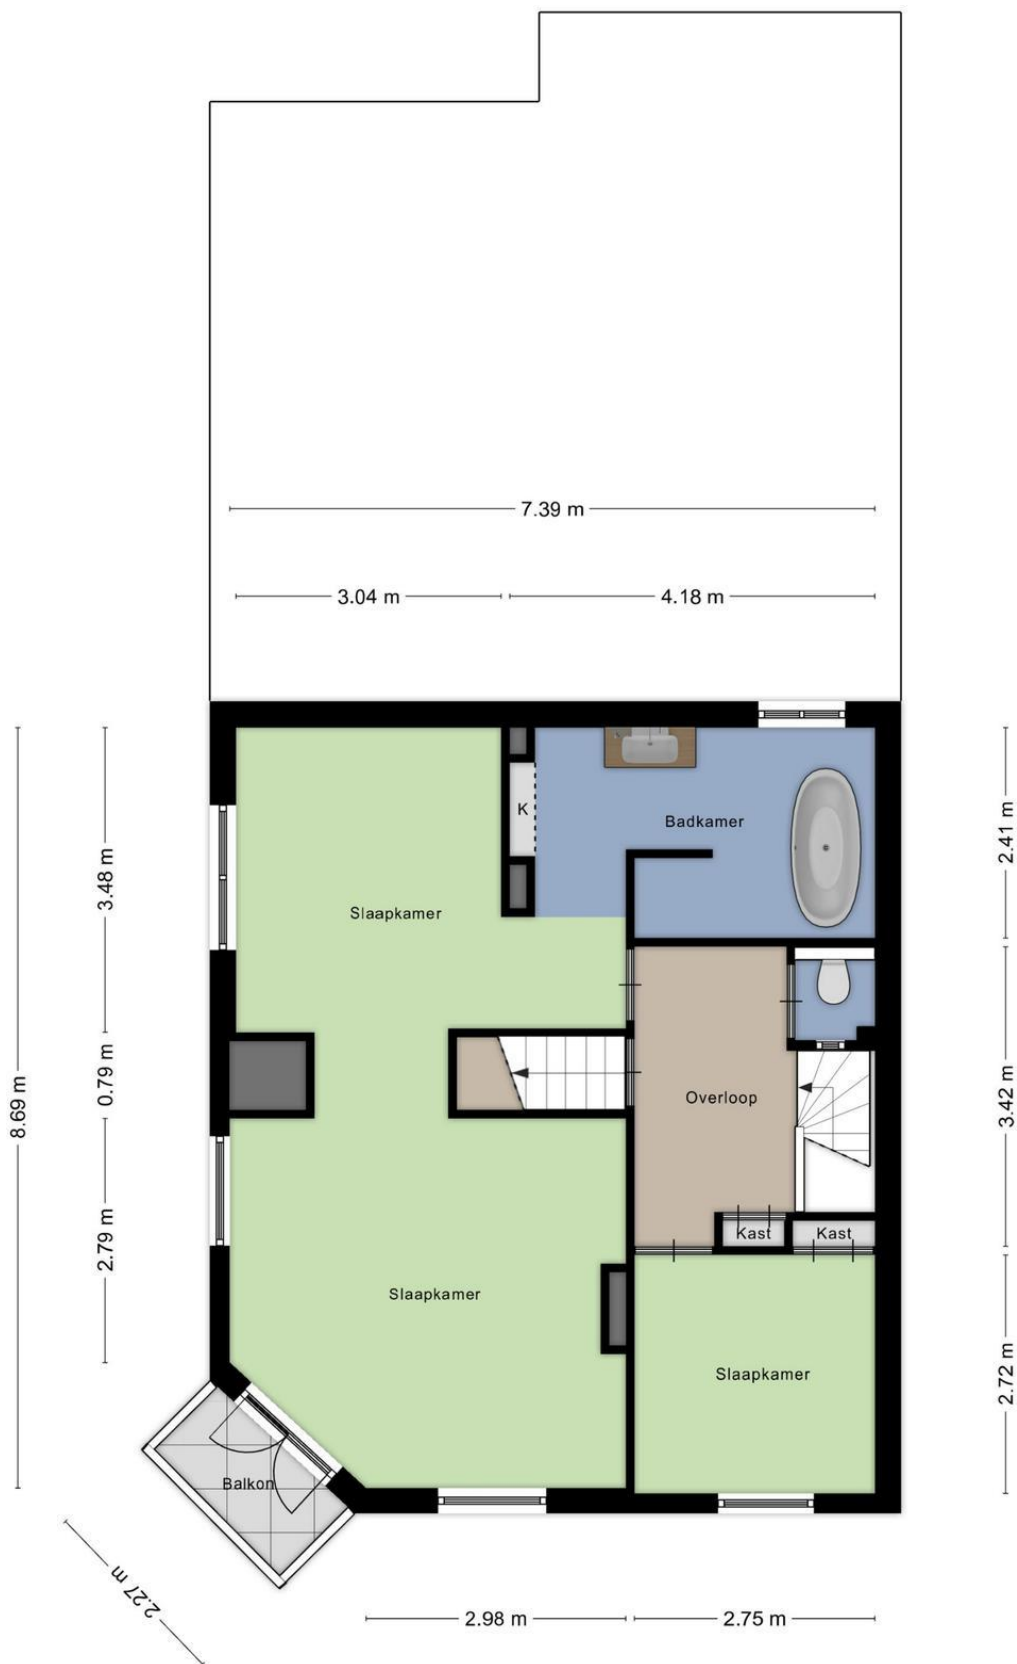 7.39 m
3.04 m
4.18 m
K
Badkamer
2.41 m
3.48 m
Slaapkamer
0.79 m
8.69 m
Overloop
3.42 m
2.79 m
Kast
Kast
Slaapkamer
Slaapkamer
2.72 m
Balkon
2.27 m
2.98 m
2.75 m